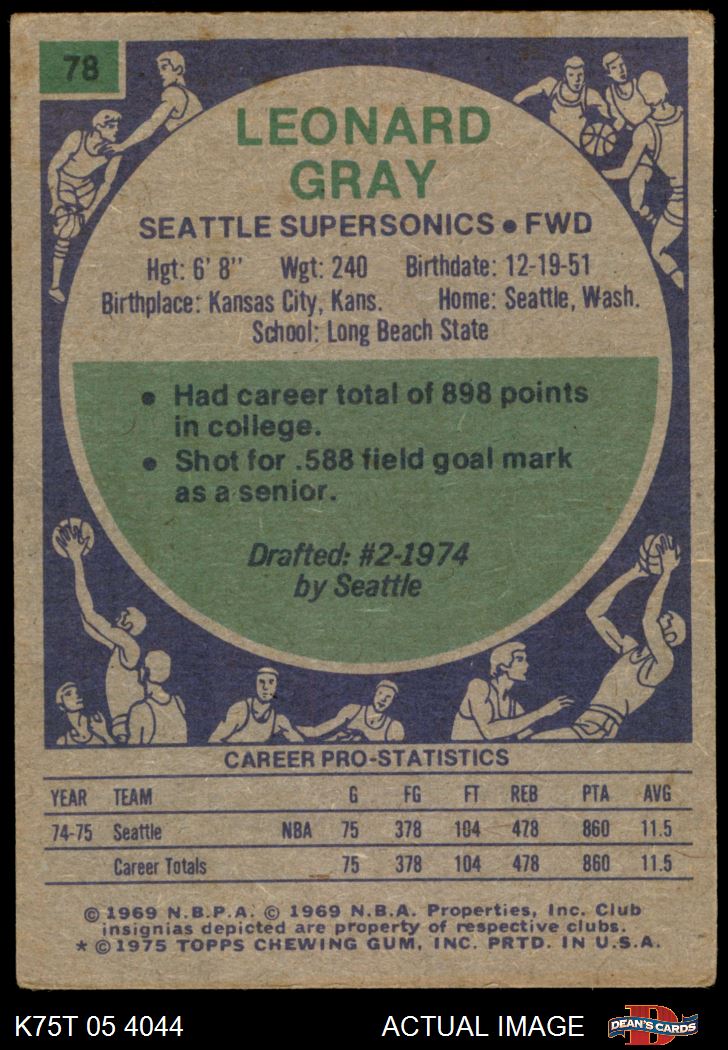 78
LEONARD
GRAY
SEATTLE SUPERSONICS • FWD
Hgt: 6' 8" Wgt: 240 Birthdate: 12-19-51
Birthplace: Kansas City, Kans. Home: Seattle, Wash.
School: Long Beach State
• Had career total of 898 points
in college.
• Shot for .588 field goal mark
as a senior.
Drafted: #2-1974
by Seattle
CAREER PRO-STATISTICS
YEAR TEAM G FG FT REB PTA AVG
74-75 Seattle NBA 75 378 104 478 860 11.5
Career Totals 75 378 104 478 860 11.5
© 1969 N.B.P.A. © 1969 N.B.A. Properties, Inc. Club
insignias depicted are property of respective clubs.
* © 1975 TOPPS CHEWING GUM, INC. PRTD. IN U.S.A.
K75T 05 4044 ACTUAL IMAGE D DEAN'S CARDS